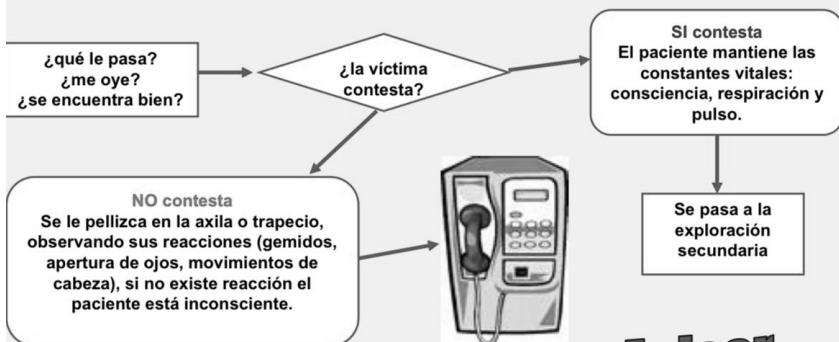 ¿qué le pasa?
¿me oye?
¿se encuentra bien?
¿la víctima
contesta?
SI contesta
El paciente mantiene las
constantes vitales:
consciencia, respiración y
pulso.
NO contesta
Se le pellizca en la axila o trapecio,
observando sus reacciones (gemidos,
apertura de ojos, movimientos de
cabeza), si no existe reacción el
paciente está inconsciente.
Se pasa a la
exploración
secundaria